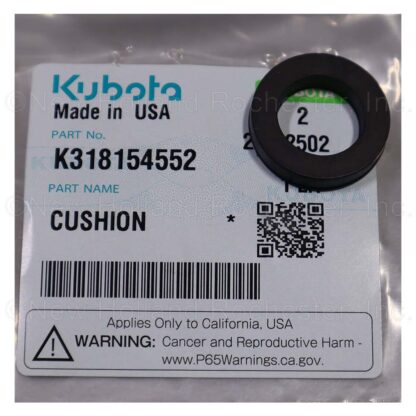 Kubota
Made in USA
2
PART No.
K318154552
PART NAME
CUSHION *
KUBOTA
Applies Only to California, USA
WARNING: Cancer and Reproductive Harm -
www.P65Warnings.ca.gov.